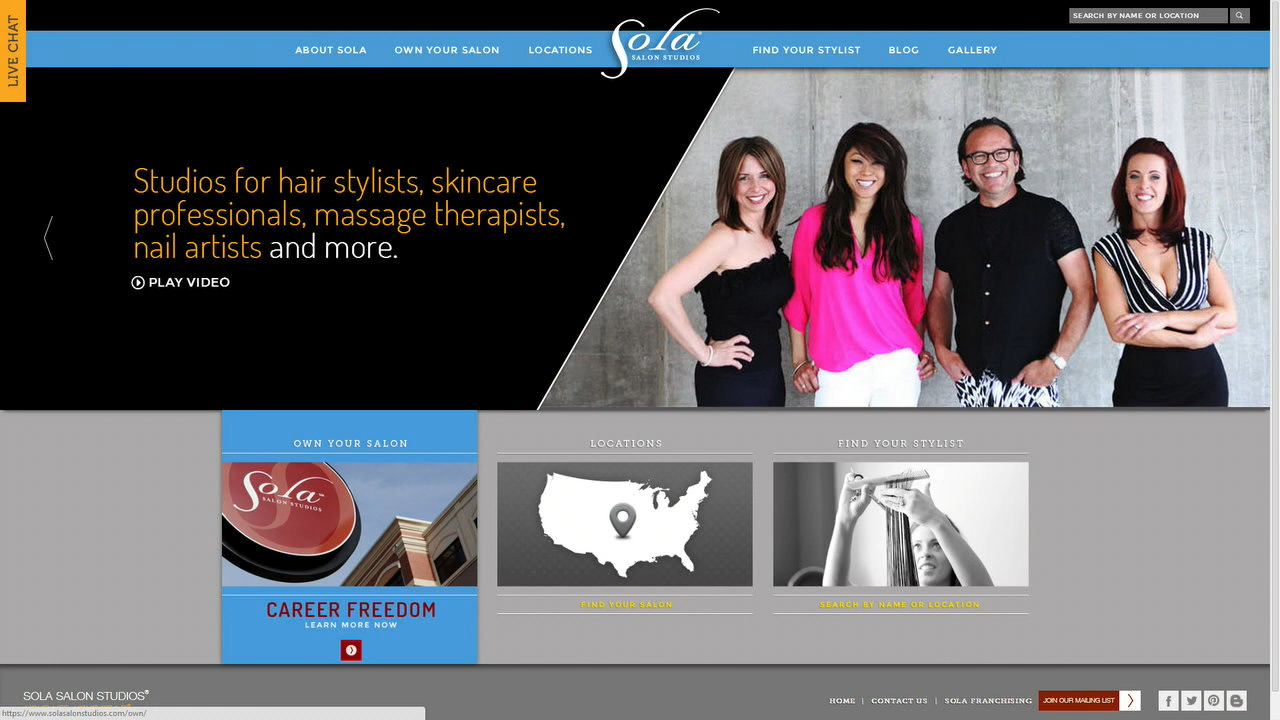 LIVE CHAT
SEARCH BY NAME OR LOCATION
ABOUT SOLA
OWN YOUR SALON
LOCATIONS
Sola®
SALON STUDIOS
FIND YOUR STYLIST
BLOG
GALLERY
Studios for hair stylists, skincare
professionals, massage therapists,
nail artists and more.
PLAY VIDEO
OWN YOUR SALON
Sola™
SALON STUDIOS
CAREER FREEDOM
LEARN MORE NOW
LOCATIONS
FIND YOUR SALON
FIND YOUR STYLIST
SEARCH BY NAME OR LOCATION
SOLA SALON STUDIOS®
https://www.solasalonstudios.com/own/
HOME | CONTACT US | SOLA FRANCHISING
JOIN OUR MAILING LIST